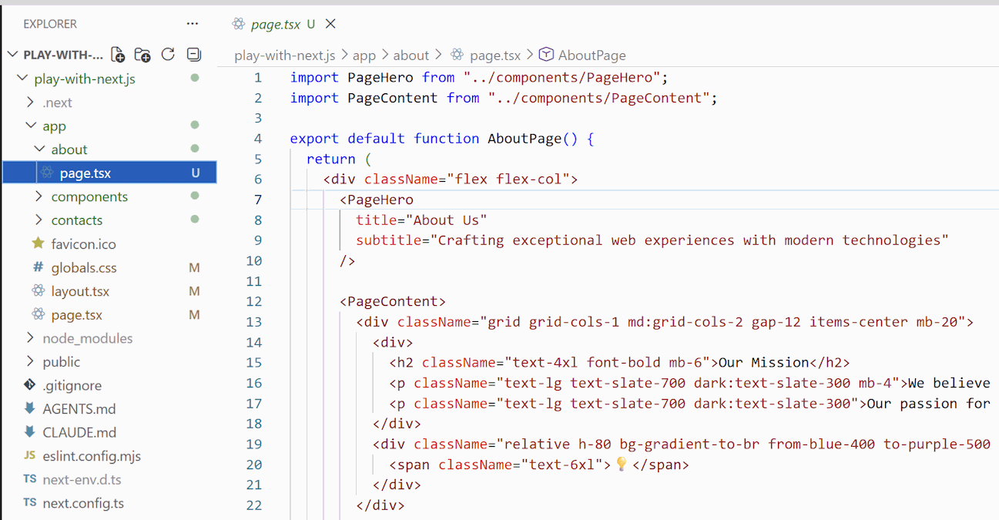 EXPLORER ...
PLAY-WITH-...
play-with-next.js
.next
app
about
page.tsx U
components
contacts
favicon.ico
# globals.css M
layout.tsx M
page.tsx M
node_modules
public
.gitignore
AGENTS.md
CLAUDE.md
JS eslint.config.mjs
TS next-env.d.ts
TS next.config.ts
page.tsx U
play-with-next.js > app > about > page.tsx > AboutPage
1 import PageHero from "../components/PageHero";
2 import PageContent from "../components/PageContent";
3
4 export default function AboutPage() {
5 return (
6 <div className="flex flex-col">
7 <PageHero
8 title="About Us"
9 subtitle="Crafting exceptional web experiences with modern technologies"
10 />
11
12 <PageContent>
13 <div className="grid grid-cols-1 md:grid-cols-2 gap-12 items-center mb-20">
14 <div>
15 <h2 className="text-4xl font-bold mb-6">Our Mission</h2>
16 <p className="text-lg text-slate-700 dark:text-slate-300 mb-4">We believe
17 <p className="text-lg text-slate-700 dark:text-slate-300">Our passion for
18 </div>
19 <div className="relative h-80 bg-gradient-to-br from-blue-400 to-purple-500
20 <span className="text-6xl">💡</span>
21 </div>
22 </div>